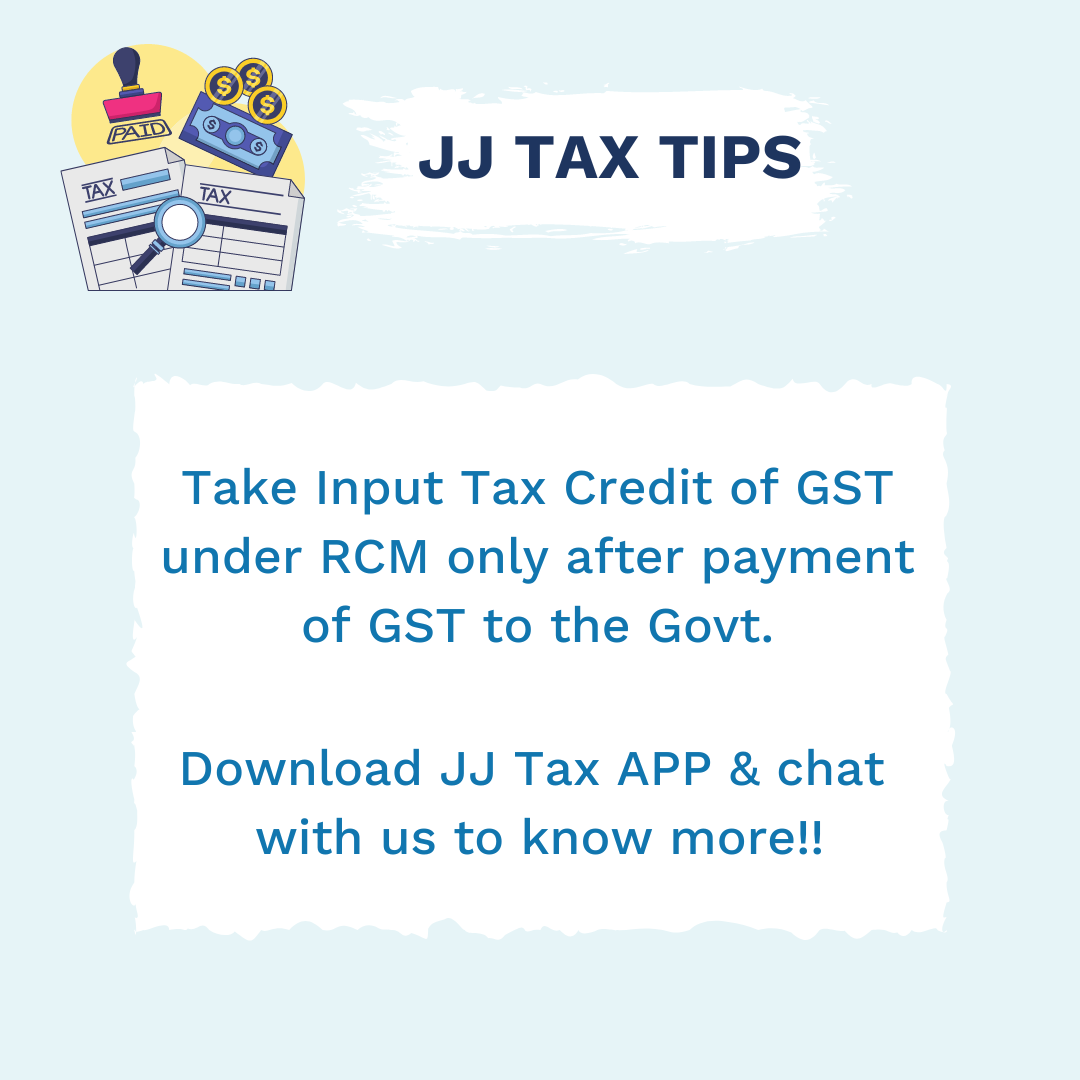 PAID
TAX
TAX
JJ TAX TIPS
Take Input Tax Credit of GST
under RCM only after payment
of GST to the Govt.
Download JJ Tax APP & chat
with us to know more!!